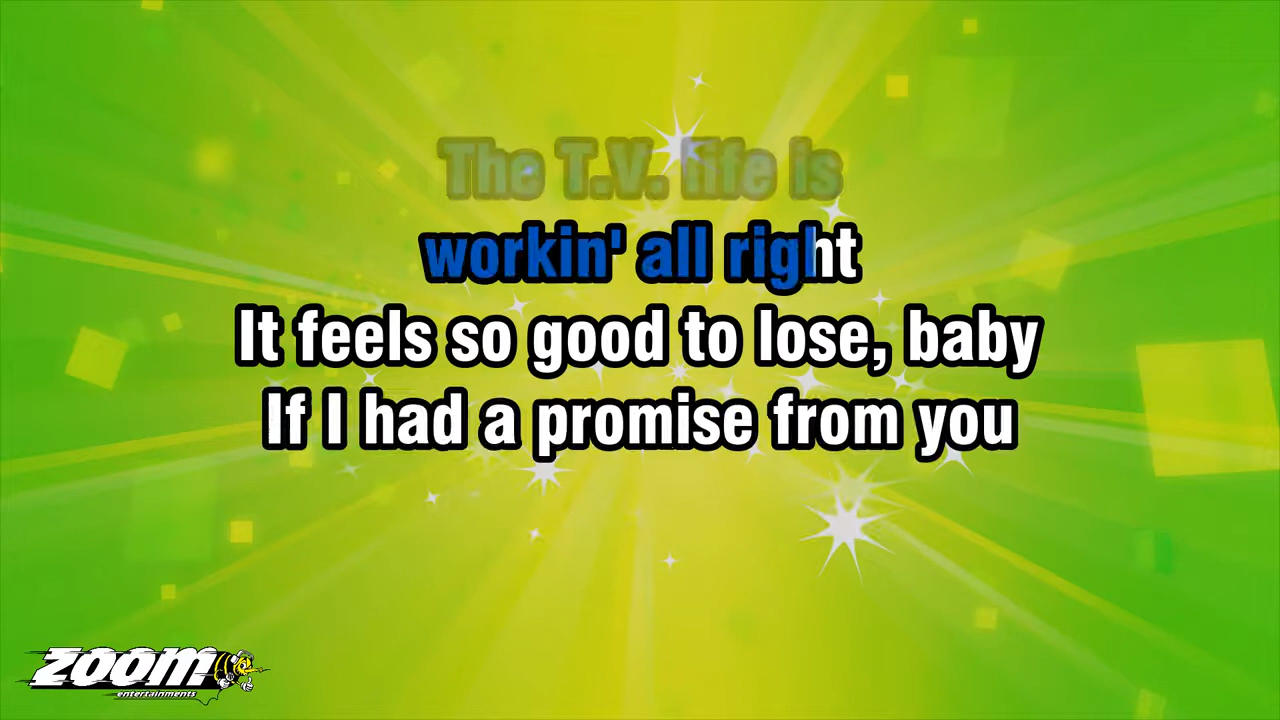 The T.V. life is
workin' all right
It feels so good to lose, baby
If I had a promise from you
ZOOM
entertainments